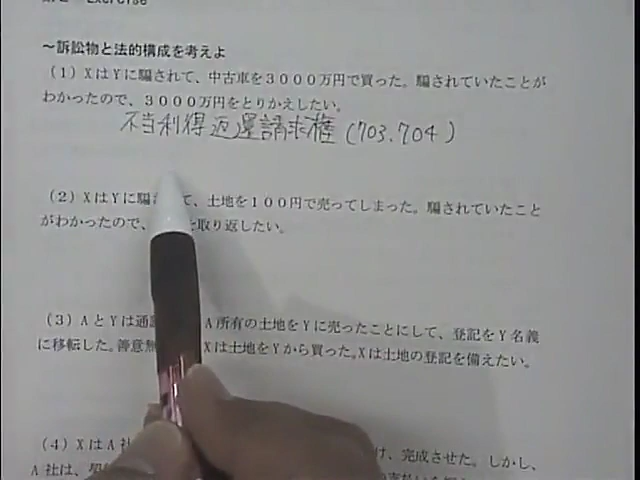 ～訴訟物と法的構成を考えよ
（１）ＸはＹに騙されて、中古車を３０００万円で買った。騙されていたことが
わかったので、３０００万円をとりかえしたい。
不当利得返還請求権(703.704)
（２）ＸはＹに騙　て、土地を１００円で売ってしまった。騙されていたこと
がわかったので、　を取り返したい。
（３）ＡとＹは通　Ａ所有の土地をＹに売ったことにして、登記をＹ名義
に移転した。善意無　Ｘは土地をＹから買った。Ｘは土地の登記を備えたい。
（４）ＸはＡ社　け、完成させた。しかし、
Ａ社は、